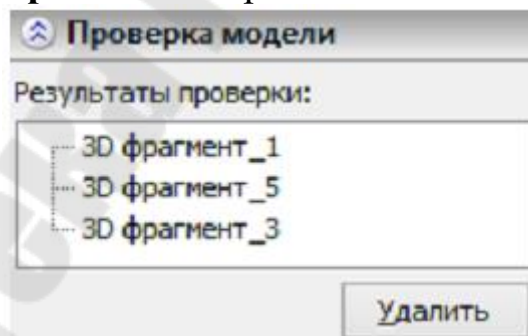 Проверка модели
Результаты проверки:
3D фрагмент_1
3D фрагмент_5
3D фрагмент_3
Удалить